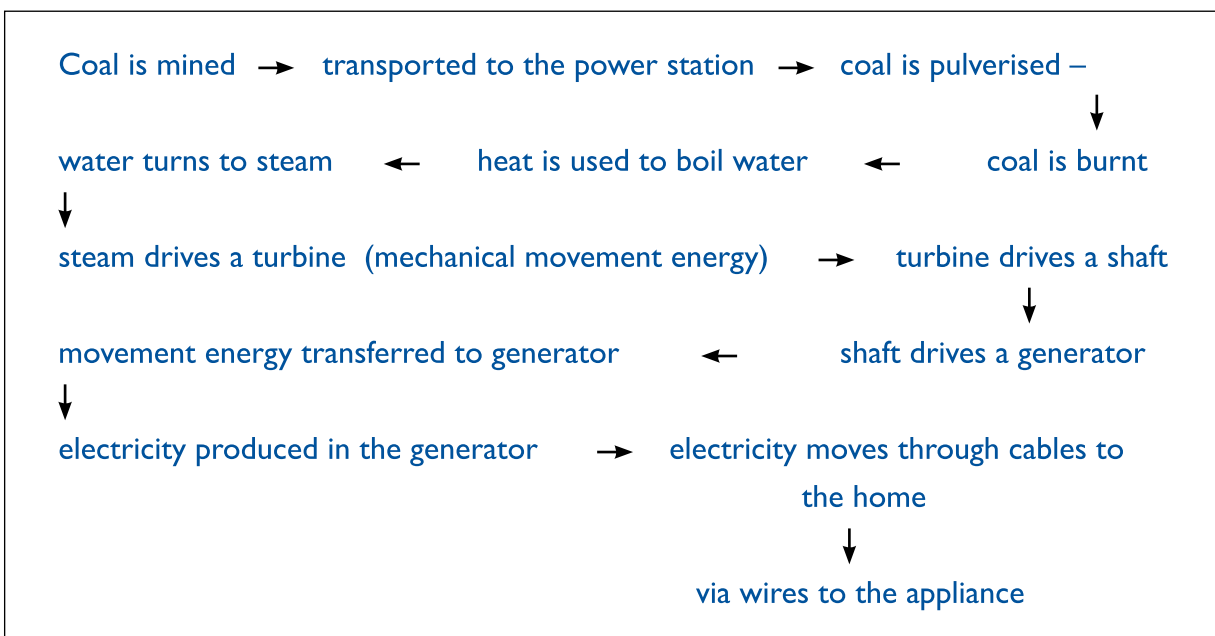 Coal is mined → transported to the power station → coal is pulverised –
↓
water turns to steam ← heat is used to boil water ← coal is burnt
↓
steam drives a turbine (mechanical movement energy) → turbine drives a shaft
↓
movement energy transferred to generator ← shaft drives a generator
↓
electricity produced in the generator → electricity moves through cables to
the home
↓
via wires to the appliance